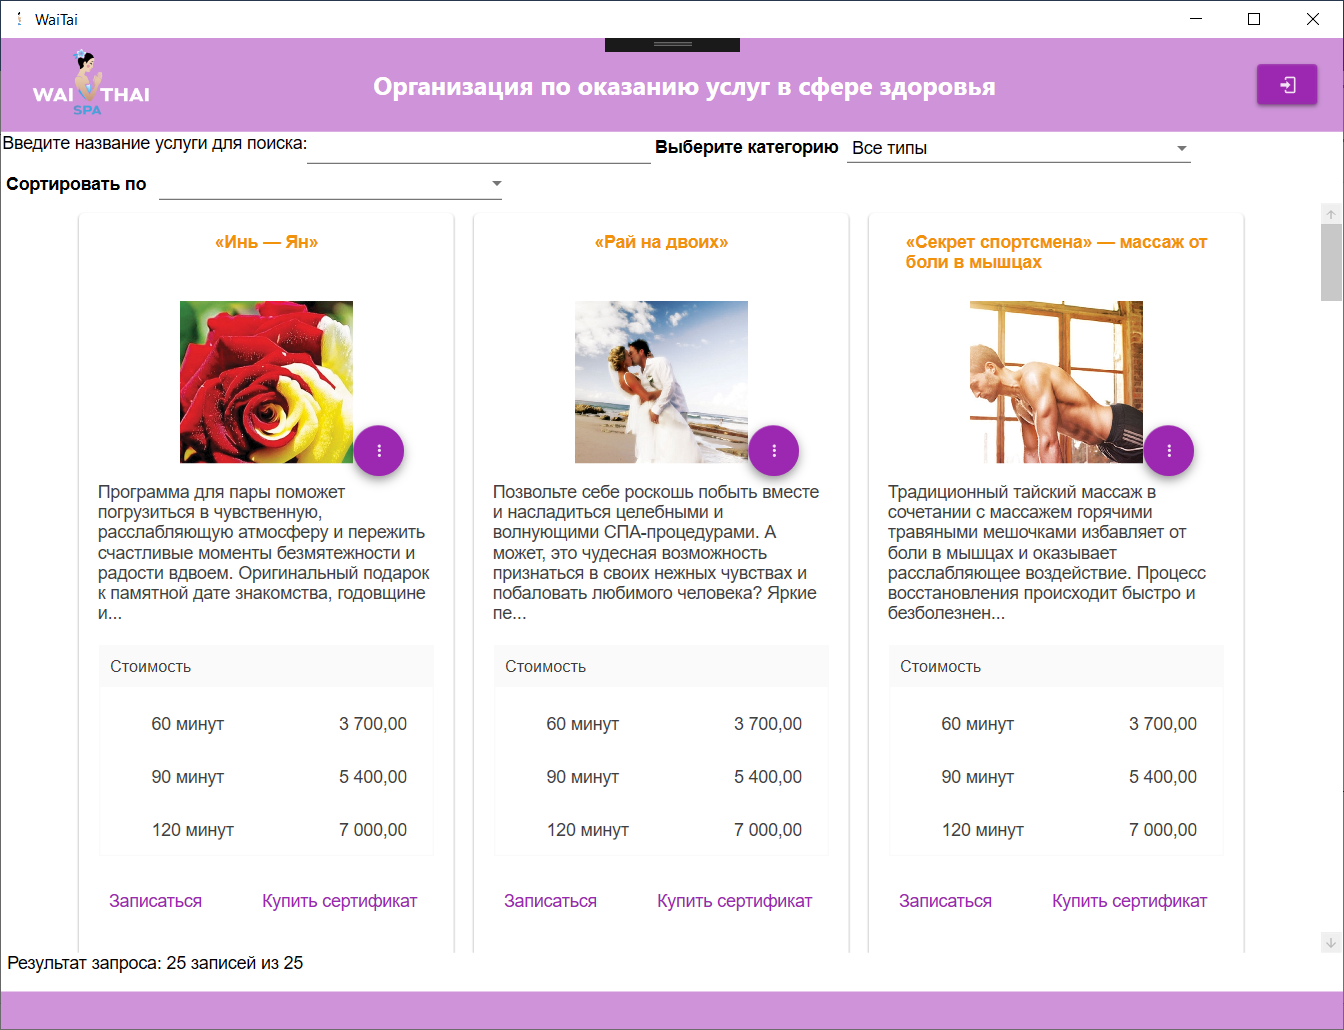 WaiTai
WAI THAI
SPA
Организация по оказанию услуг в сфере здоровья
Введите название услуги для поиска:
Выберите категорию
Все типы
Сортировать по
«Инь — Ян»
Программа для пары поможет
погрузиться в чувственную,
расслабляющую атмосферу и пережить
счастливые моменты безмятежности и
радости вдвоем. Оригинальный подарок
к памятной дате знакомства, годовщине
и...
Стоимость
60 минут 3 700,00
90 минут 5 400,00
120 минут 7 000,00
Записаться Купить сертификат
«Рай на двоих»
Позвольте себе роскошь побыть вместе
и насладиться целебными и
волнующими СПА-процедурами. А
может, это чудесная возможность
признаться в своих нежных чувствах и
побаловать любимого человека? Яркие
пе...
Стоимость
60 минут 3 700,00
90 минут 5 400,00
120 минут 7 000,00
Записаться Купить сертификат
«Секрет спортсмена» — массаж от
боли в мышцах
Традиционный тайский массаж в
сочетании с массажем горячими
травяными мешочками избавляет от
боли в мышцах и оказывает
расслабляющее воздействие. Процесс
восстановления происходит быстро и
безболезнен...
Стоимость
60 минут 3 700,00
90 минут 5 400,00
120 минут 7 000,00
Записаться Купить сертификат
Результат запроса: 25 записей из 25